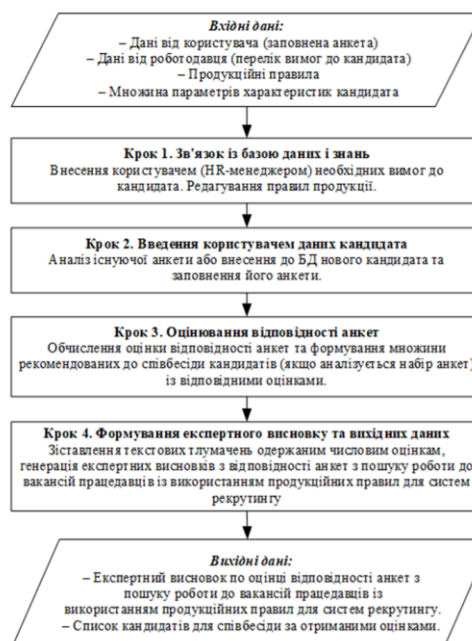 Вхідні дані:
– Дані від користувача (заповнена анкета)
– Дані від роботодавця (перелік вимог до кандидата)
– Продукційні правила
– Множина параметрів характеристик кандидата
Крок 1. Зв'язок із базою даних і знань
Внесення користувачем (HR-менеджером) необхідних вимог до
кандидата. Редагування правил продукції.
Крок 2. Введення користувачем даних кандидата
Аналіз існуючої анкети або внесення до БД нового кандидата та
заповнення його анкети.
Крок 3. Оцінювання відповідності анкет
Обчислення оцінки відповідності анкет та формування множини
рекомендованих до співбесіди кандидатів (якщо аналізується набір анкет)
із відповідними оцінками.
Крок 4. Формування експертного висновку та вихідних даних
Зіставлення текстових тлумачень одержаним числовим оцінкам,
генерація експертних висновків з відповідності анкет з пошуку роботи до
вакансій працедавців із використанням продукційних правил для систем
рекрутингу
Вихідні дані:
– Експертний висновок по оцінці відповідності анкет з
пошуку роботи до вакансій працедавців із
використанням продукційних правил для систем рекрутингу.
– Список кандидатів для співбесіди за отриманими оцінками.